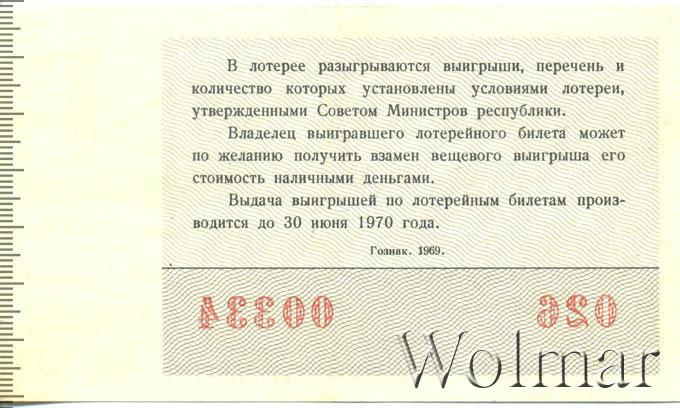 В лотерее разыгрываются выигрыши, перечень и
количество которых установлены условиями лотереи,
утвержденными Советом Министров республики.
Владелец выигравшего лотерейного билета может
по желанию получить взамен вещевого выигрыша его
стоимость наличными деньгами.
Выдача выигрышей по лотерейным билетам произ-
водится до 30 июня 1970 года.
Гознак. 1969.
026 00334
Wolmar